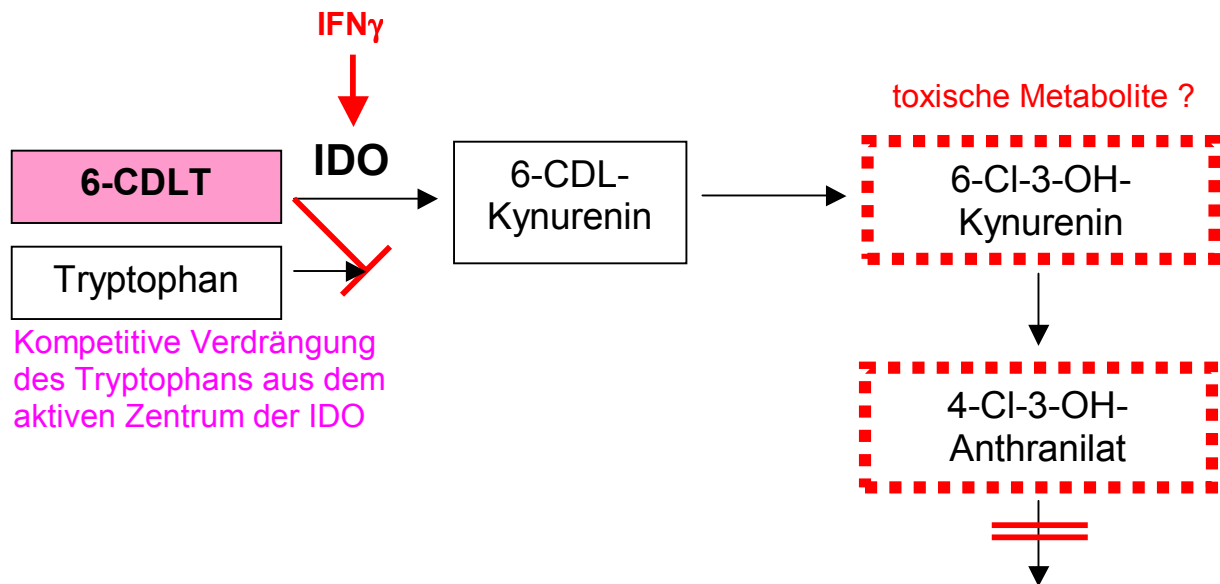 IFNγ
IDO
6-CDLT
Tryptophan
Kompetitive Verdrängung
des Tryptophans aus dem
aktiven Zentrum der IDO
6-CDL-
Kynurenin
toxische Metabolite ?
6-Cl-3-OH-
Kynurenin
4-Cl-3-OH-
Anthranilat